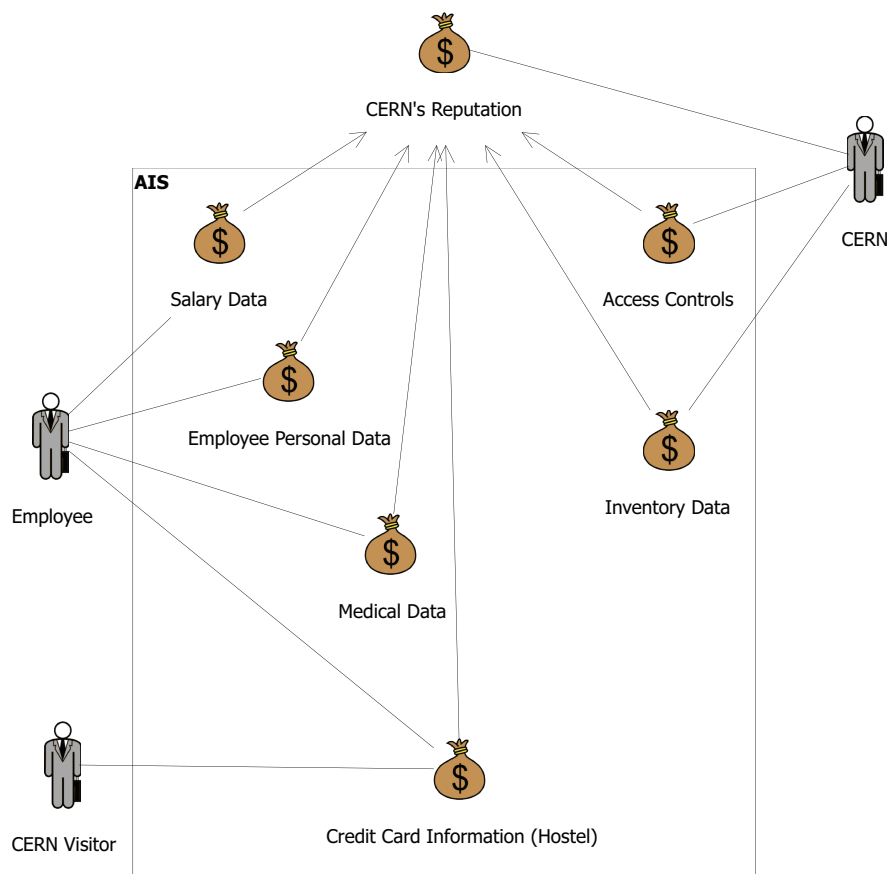 $
CERN's Reputation
AIS
$
$
CERN
Salary Data
Access Controls
$
Employee Personal Data
$
Employee
Inventory Data
$
Medical Data
$
CERN Visitor
Credit Card Information (Hostel)